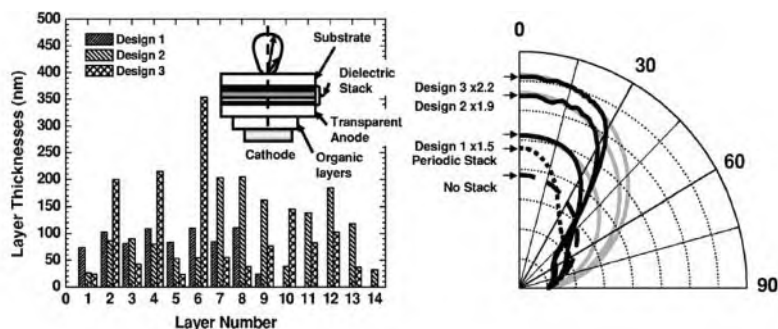 500
450
400
350
300
250
200
150
100
50
0
Layer Thicknesses (nm)
Design 1
Design 2
Design 3
Substrate
Dielectric
Stack
Transparent
Anode
Organic
layers
Cathode
0 1 2 3 4 5 6 7 8 9 10 11 12 13 14
Layer Number
0
30
60
90
Design 3 x2.2
Design 2 x1.9
Design 1 x1.5
Periodic Stack
No Stack